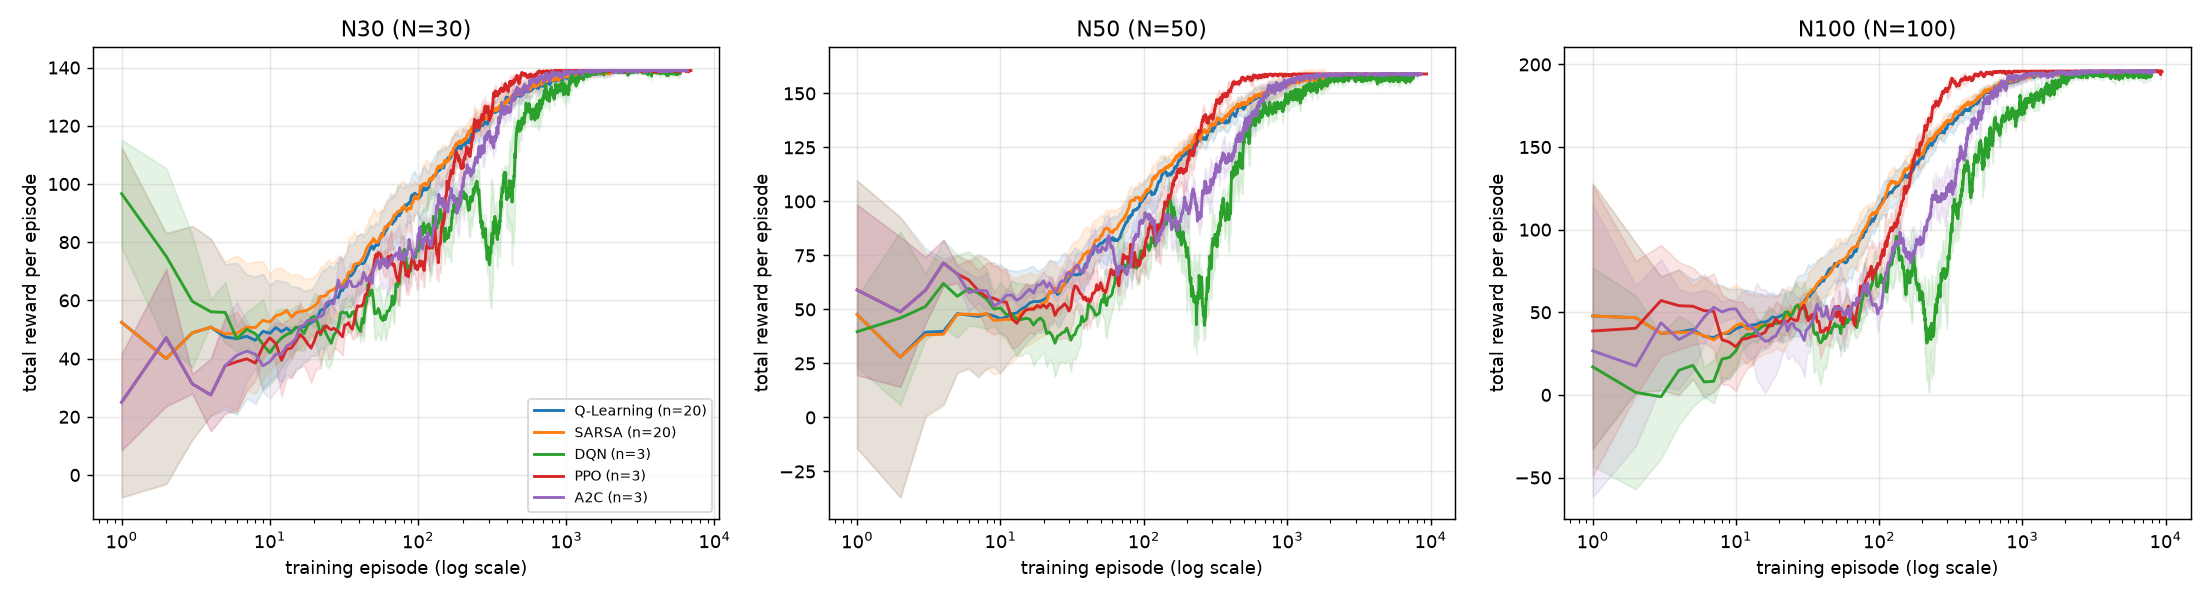 N30 (N=30)
total reward per episode
140
120
100
80
60
40
20
0
10⁰
10¹
10²
10³
10⁴
training episode (log scale)
Q-Learning (n=20)
SARSA (n=20)
DQN (n=3)
PPO (n=3)
A2C (n=3)
N50 (N=50)
total reward per episode
150
125
100
75
50
25
0
−25
10⁰
10¹
10²
10³
10⁴
training episode (log scale)
N100 (N=100)
total reward per episode
200
150
100
50
0
−50
10⁰
10¹
10²
10³
10⁴
training episode (log scale)